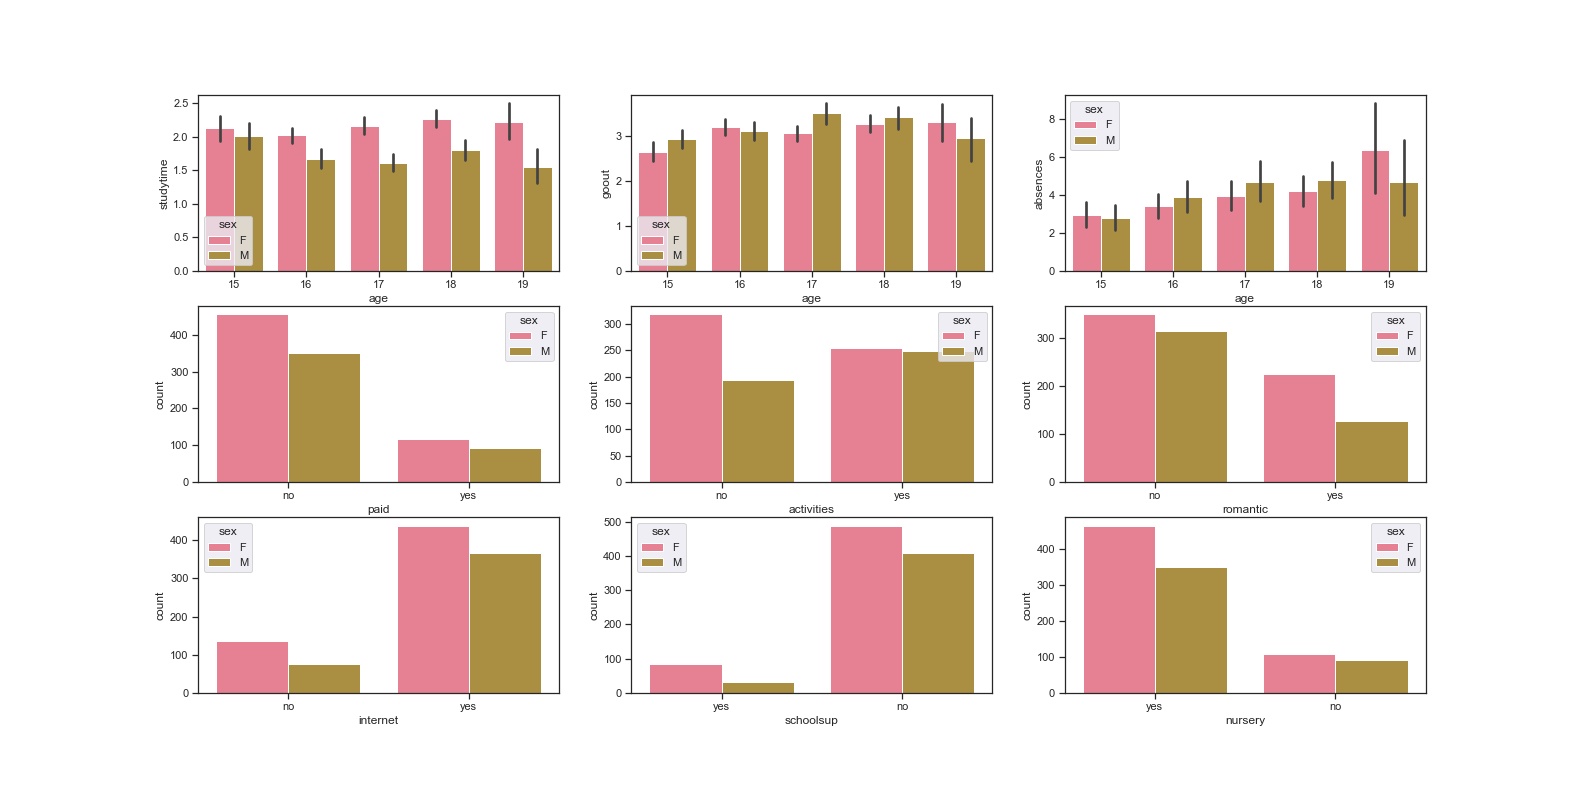 2.5
2.0
1.5
1.0
0.5
0.0
studytime
sex
F
M
15 16 17 18 19
age
3
2
1
0
goout
sex
F
M
15 16 17 18 19
age
8
6
4
2
0
absences
sex
F
M
15 16 17 18 19
age
400
300
200
100
0
count
sex
F
M
no yes
paid
300
250
200
150
100
50
0
count
sex
F
M
no yes
activities
300
200
100
0
count
sex
F
M
no yes
romantic
400
300
200
100
0
count
sex
F
M
no yes
internet
500
400
300
200
100
0
count
sex
F
M
yes no
schoolsup
400
300
200
100
0
count
sex
F
M
yes no
nursery